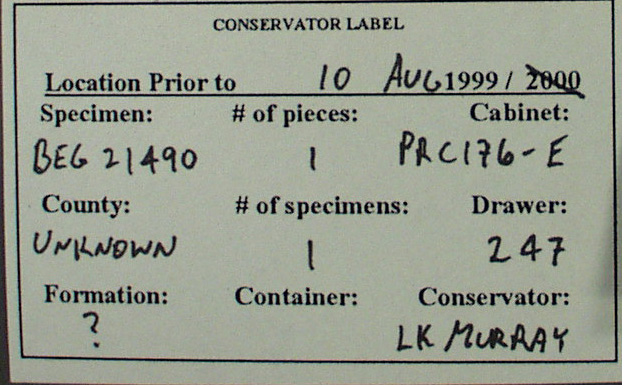 CONSERVATOR LABEL
Location Prior to 10 AUG 1999 / 2000
Specimen: # of pieces: Cabinet:
BEG 21490 1 PRC176-E
County: # of specimens: Drawer:
UNKNOWN 1 247
Formation: Container: Conservator:
? LK MURRAY